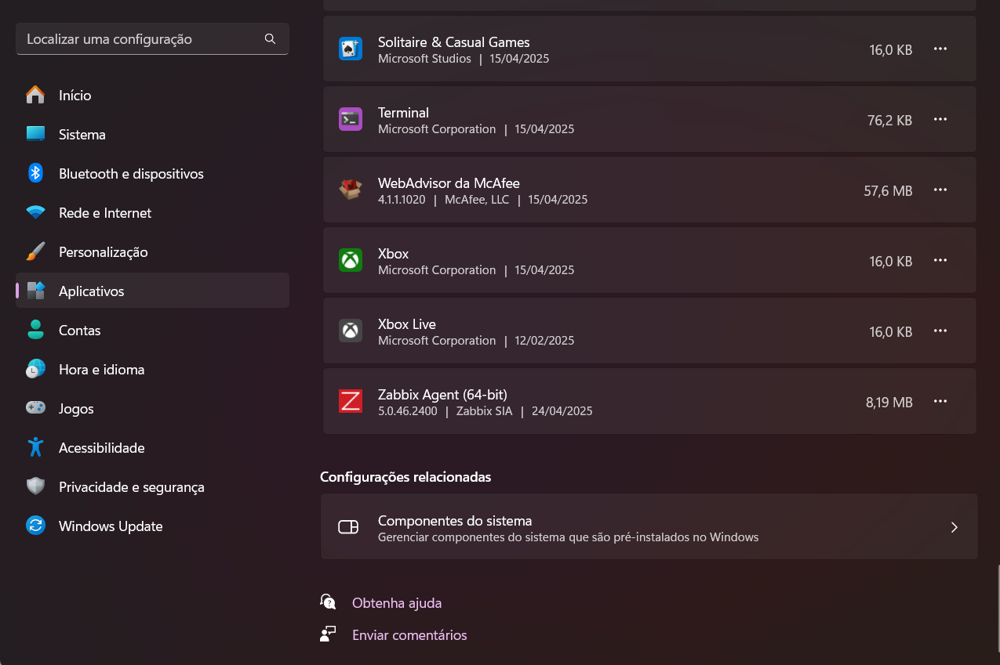 Localizar uma configuração
Início
Sistema
Bluetooth e dispositivos
Rede e Internet
Personalização
Aplicativos
Contas
Hora e idioma
Jogos
Acessibilidade
Privacidade e segurança
Windows Update
Solitaire & Casual Games
Microsoft Studios | 15/04/2025
16,0 KB
Terminal
Microsoft Corporation | 15/04/2025
76,2 KB
WebAdvisor da McAfee
4.1.1.1020 | McAfee, LLC | 15/04/2025
57,6 MB
Xbox
Microsoft Corporation | 15/04/2025
16,0 KB
Xbox Live
Microsoft Corporation | 12/02/2025
16,0 KB
Zabbix Agent (64-bit)
5.0.46.2400 | Zabbix SIA | 24/04/2025
8,19 MB
Configurações relacionadas
Componentes do sistema
Gerenciar componentes do sistema que são pré-instalados no Windows
Obtenha ajuda
Enviar comentários